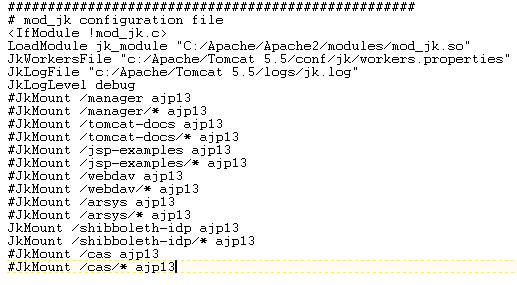 ##################################################
# mod_jk configuration file
<IfModule !mod_jk.c>
LoadModule jk_module "C:/Apache/Apache2/modules/mod_jk.so"
JkWorkersFile "c:/Apache/Tomcat 5.5/conf/jk/workers.properties"
JkLogFile "c:/Apache/Tomcat 5.5/logs/jk.log"
JkLogLevel debug
#JkMount /manager ajp13
#JkMount /manager/* ajp13
#JkMount /tomcat-docs ajp13
#JkMount /tomcat-docs/* ajp13
#JkMount /jsp-examples ajp13
#JkMount /jsp-examples/* ajp13
#JkMount /webdav ajp13
#JkMount /webdav/* ajp13
#JkMount /arsys ajp13
#JkMount /arsys/* ajp13
JkMount /shibboleth-idp ajp13
JkMount /shibboleth-idp/* ajp13
#JkMount /cas ajp13
#JkMount /cas/* ajp13